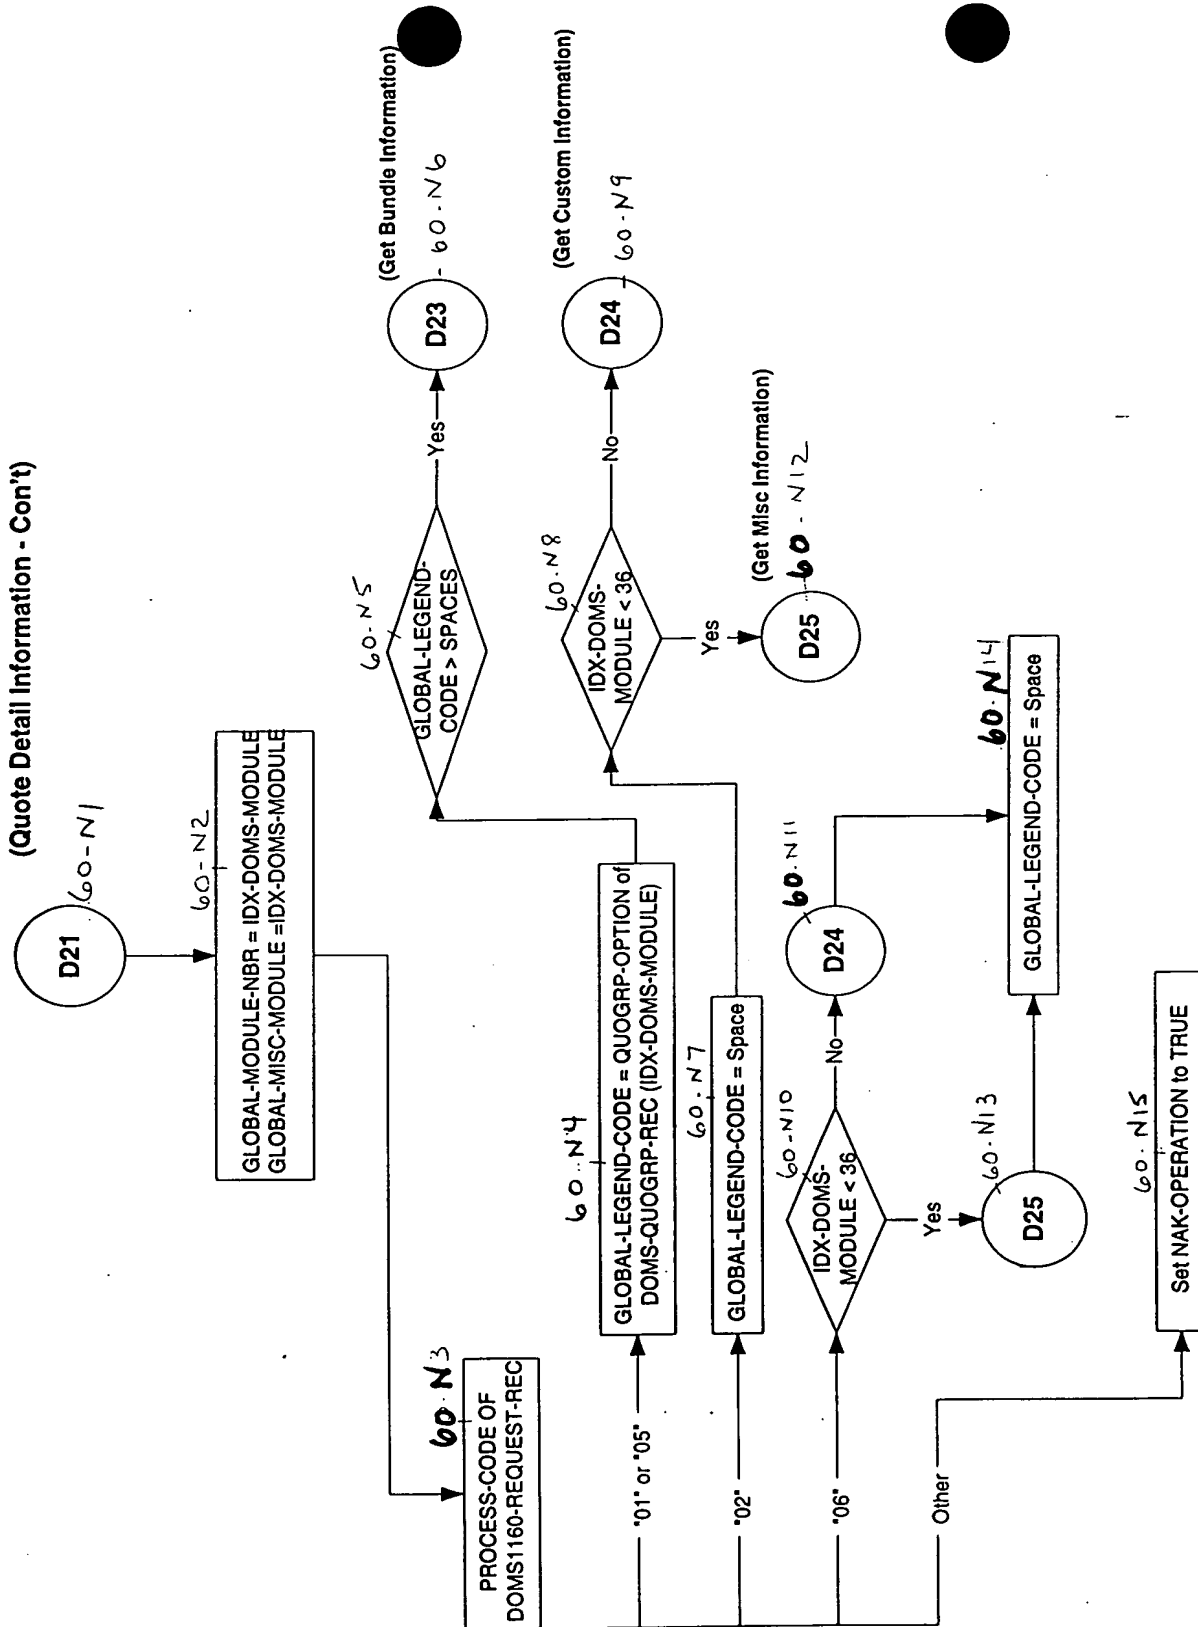 (Quote Detail Information - Con't)
D21
60-N1
60-N2
GLOBAL-MODULE-NBR = IDX-DOMS-MODULE
GLOBAL-MISC-MODULE =IDX-DOMS-MODULE
60-N3
PROCESS-CODE OF
DOMS1160-REQUEST-REC
"01" or "05"
60-N4
GLOBAL-LEGEND-CODE = QUOGRP-OPTION of
DOMS-QUOGRP-REC (IDX-DOMS-MODULE)
60-N5
GLOBAL-LEGEND-
CODE > SPACES
Yes
D23
60-N6
(Get Bundle Information)
"02"
60-N7
GLOBAL-LEGEND-CODE = Space
60-N8
IDX-DOMS-
MODULE < 36
No
D24
60-N9
(Get Custom Information)
Yes
D25
60-N12
(Get Misc Information)
"06"
60-N10
IDX-DOMS-
MODULE < 36
No
D24
60-N11
Yes
D25
60-N13
60-N14
GLOBAL-LEGEND-CODE = Space
Other
60-N15
Set NAK-OPERATION to TRUE